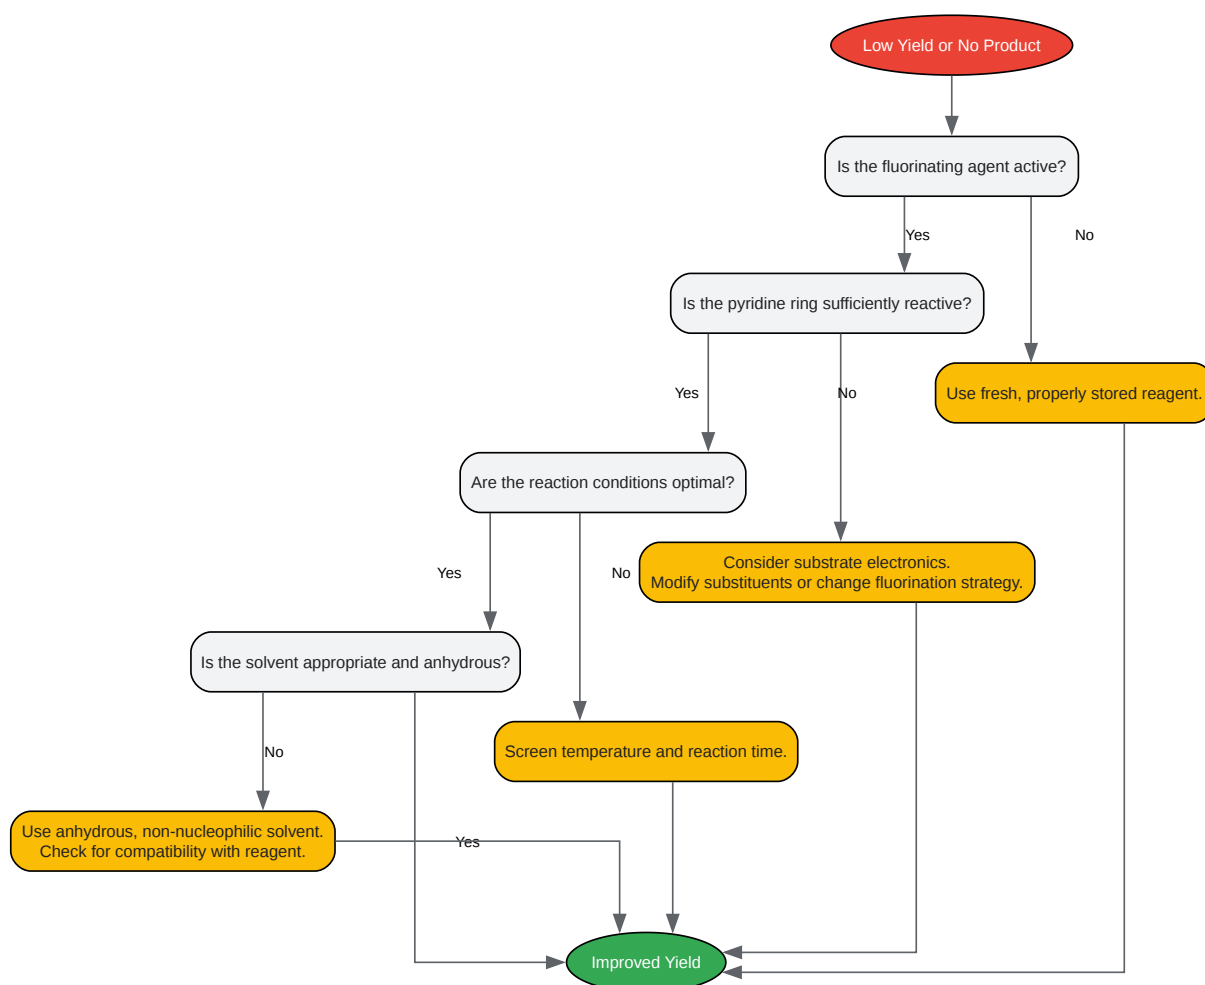 Low Yield or No Product
Is the fluorinating agent active?
Yes
No
Is the pyridine ring sufficiently reactive?
Yes
No
Use fresh, properly stored reagent.
Are the reaction conditions optimal?
Yes
No
Consider substrate electronics.
Modify substituents or change fluorination strategy.
Is the solvent appropriate and anhydrous?
No
Screen temperature and reaction time.
Use anhydrous, non-nucleophilic solvent.
Check for compatibility with reagent.
Yes
Improved Yield